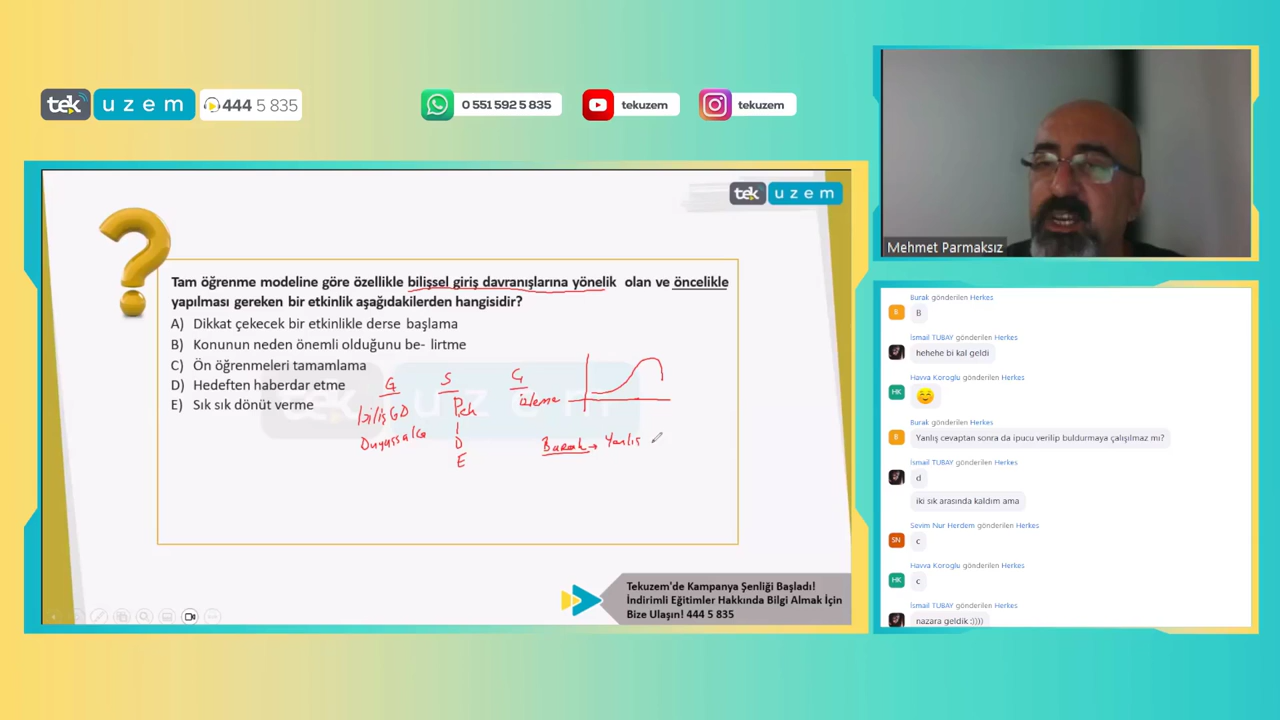 tek uzem 444 5 835
0 551 592 5 835
tekuzem
tekuzem
Mehmet Parmaksız
tek uzem
Tam öğrenme modeline göre özellikle bilişsel giriş davranışlarına yönelik olan ve öncelikle
yapılması gereken bir etkinlik aşağıdakilerden hangisidir?
A) Dikkat çekecek bir etkinlikle derse başlama
B) Konunun neden önemli olduğunu be- lirtme
C) Ön öğrenmeleri tamamlama
D) Hedeften haberdar etme
E) Sık sık dönüt verme
G S Ç
bilişGD Pek izleme
İ
Duyuşsal D Burak → Yanlış
E
Tekuzem'de Kampanya Şenliği Başladı!
İndirimli Eğitimler Hakkında Bilgi Almak İçin
Bize Ulaşın! 444 5 835
Burak gönderilen Herkes
B B
İsmail TUBAY gönderilen Herkes
hehehe bi kal geldi
Havva Koroglu gönderilen Herkes
HK
Burak gönderilen Herkes
B Yanlış cevaptan sonra da ipucu verilip buldurmaya çalışılmaz mı?
İsmail TUBAY gönderilen Herkes
d
iki sık arasında kaldım ama
Sevim Nur Herdem gönderilen Herkes
SN c
Havva Koroglu gönderilen Herkes
HK c
İsmail TUBAY gönderilen Herkes
nazara geldik :))))